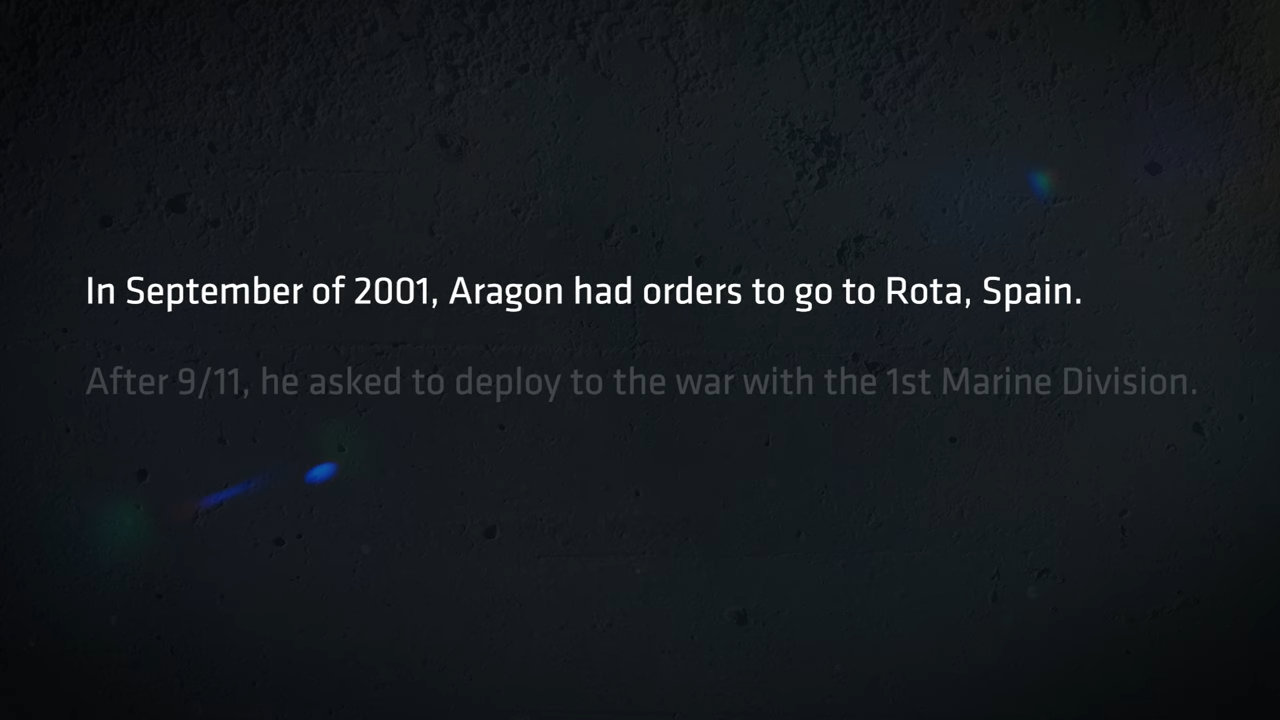 In September of 2001, Aragon had orders to go to Rota, Spain.
After 9/11, he asked to deploy to the war with the 1st Marine Division.